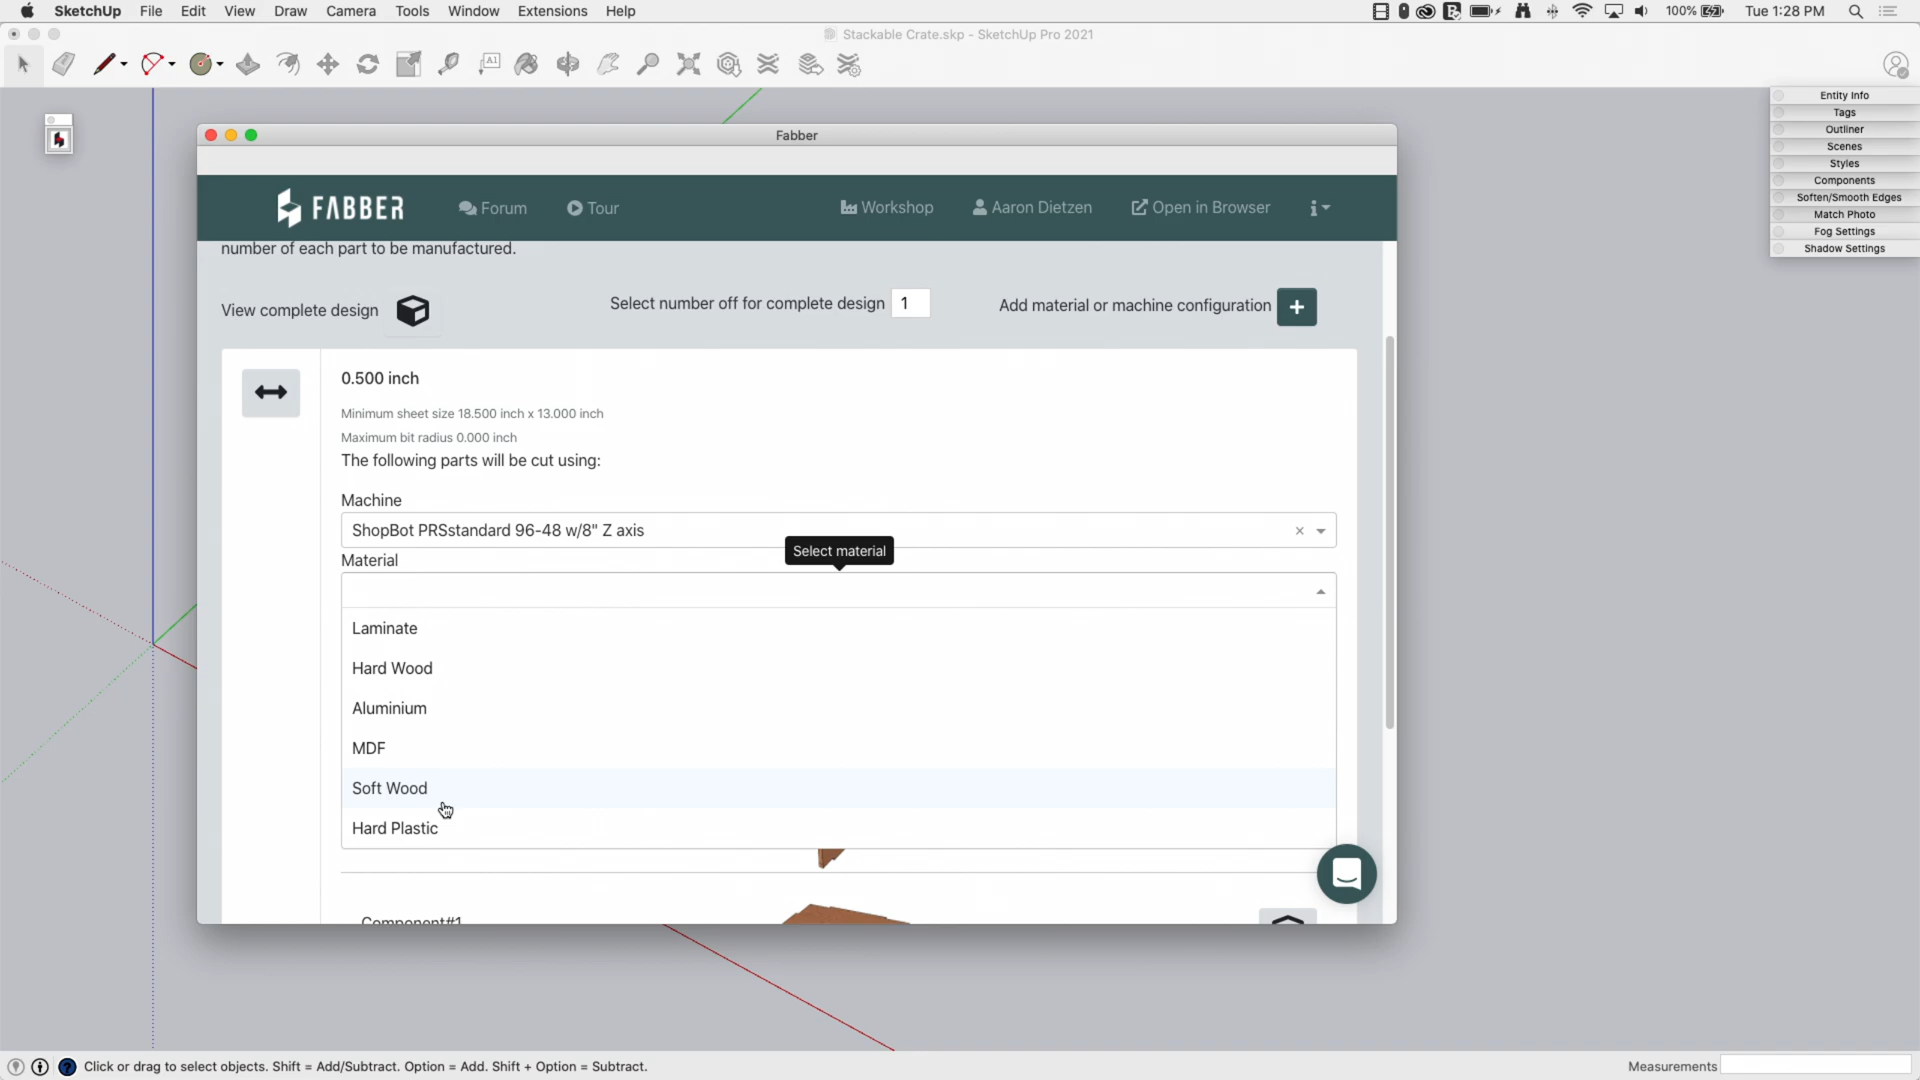 SketchUp File Edit View Draw Camera Tools Window Extensions Help 100% Tue 1:28 PM
Stackable Crate.skp - SketchUp Pro 2021
A1
Entity Info
Tags
Outliner
Scenes
Styles
Components
Soften/Smooth Edges
Match Photo
Fog Settings
Shadow Settings
Fabber
FABBER Forum Tour Workshop Aaron Dietzen Open in Browser
number of each part to be manufactured.
View complete design Select number off for complete design 1 Add material or machine configuration +
0.500 inch
Minimum sheet size 18.500 inch x 13.000 inch
Maximum bit radius 0.000 inch
The following parts will be cut using:
Machine
ShopBot PRSstandard 96-48 w/8" Z axis
Select material
Material
Laminate
Hard Wood
Aluminium
MDF
Soft Wood
Hard Plastic
Component#1
Click or drag to select objects. Shift = Add/Subtract. Option = Add. Shift + Option = Subtract. Measurements